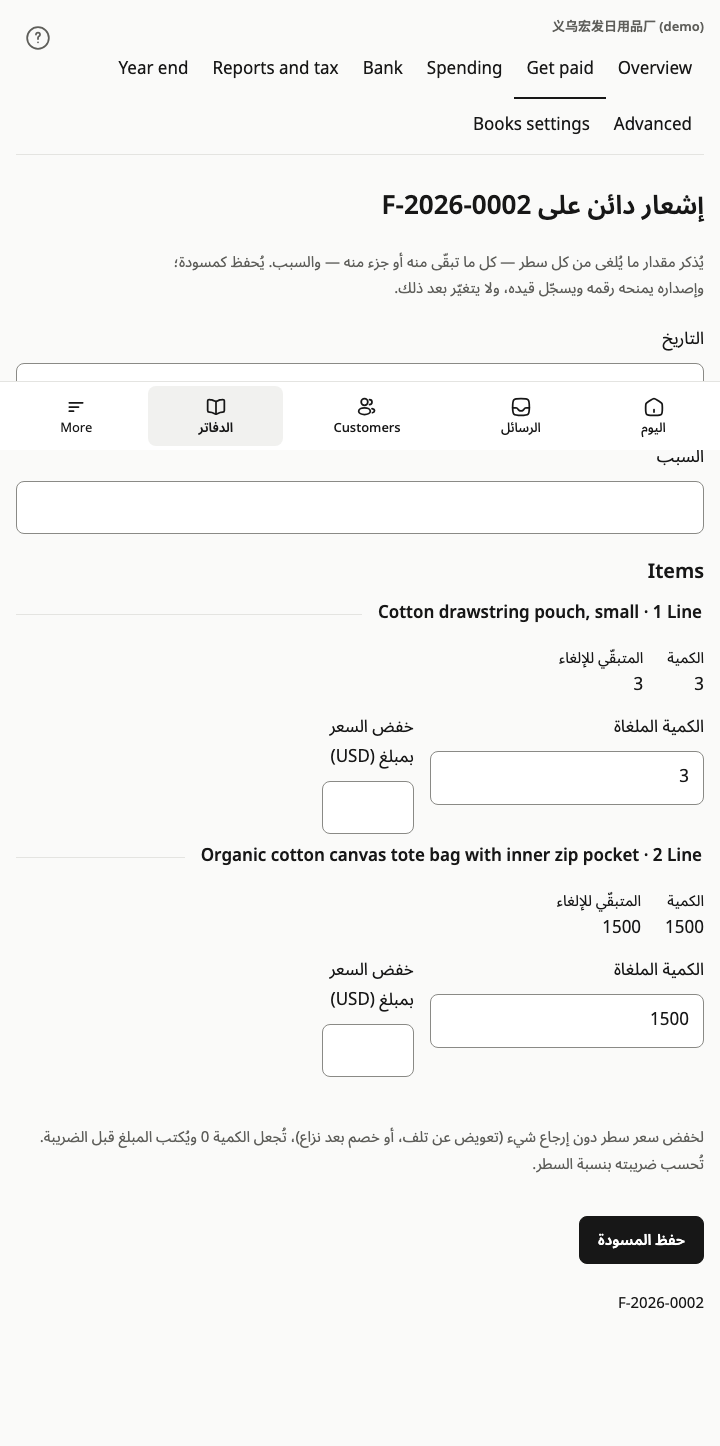 义乌宏发日用品厂 (demo)
Overview
Get paid
Spending
Bank
Reports and tax
Year end
Advanced
Books settings
إشعار دائن على F-2026-0002
يُذكر مقدار ما يُلغى من كل سطر — كل ما تبقّى منه أو جزء منه — والسبب. يُحفظ كمسودة؛
وإصداره يمنحه رقمه ويسجّل قيده، ولا يتغيّر بعد ذلك.
التاريخ
اليوم
الرسائل
Customers
الدفاتر
More
السبب
Items
Cotton drawstring pouch, small · 1 Line
الكمية
المتبقّي للإلغاء
3
3
الكمية الملغاة
خفض السعر
بمبلغ (USD)
3
Organic cotton canvas tote bag with inner zip pocket · 2 Line
الكمية
المتبقّي للإلغاء
1500
1500
الكمية الملغاة
خفض السعر
بمبلغ (USD)
1500
لخفض سعر سطر دون إرجاع شيء (تعويض عن تلف، أو خصم بعد نزاع)، تُجعل الكمية 0 ويُكتب المبلغ قبل الضريبة.
تُحسب ضريبته بنسبة السطر.
حفظ المسودة
F-2026-0002